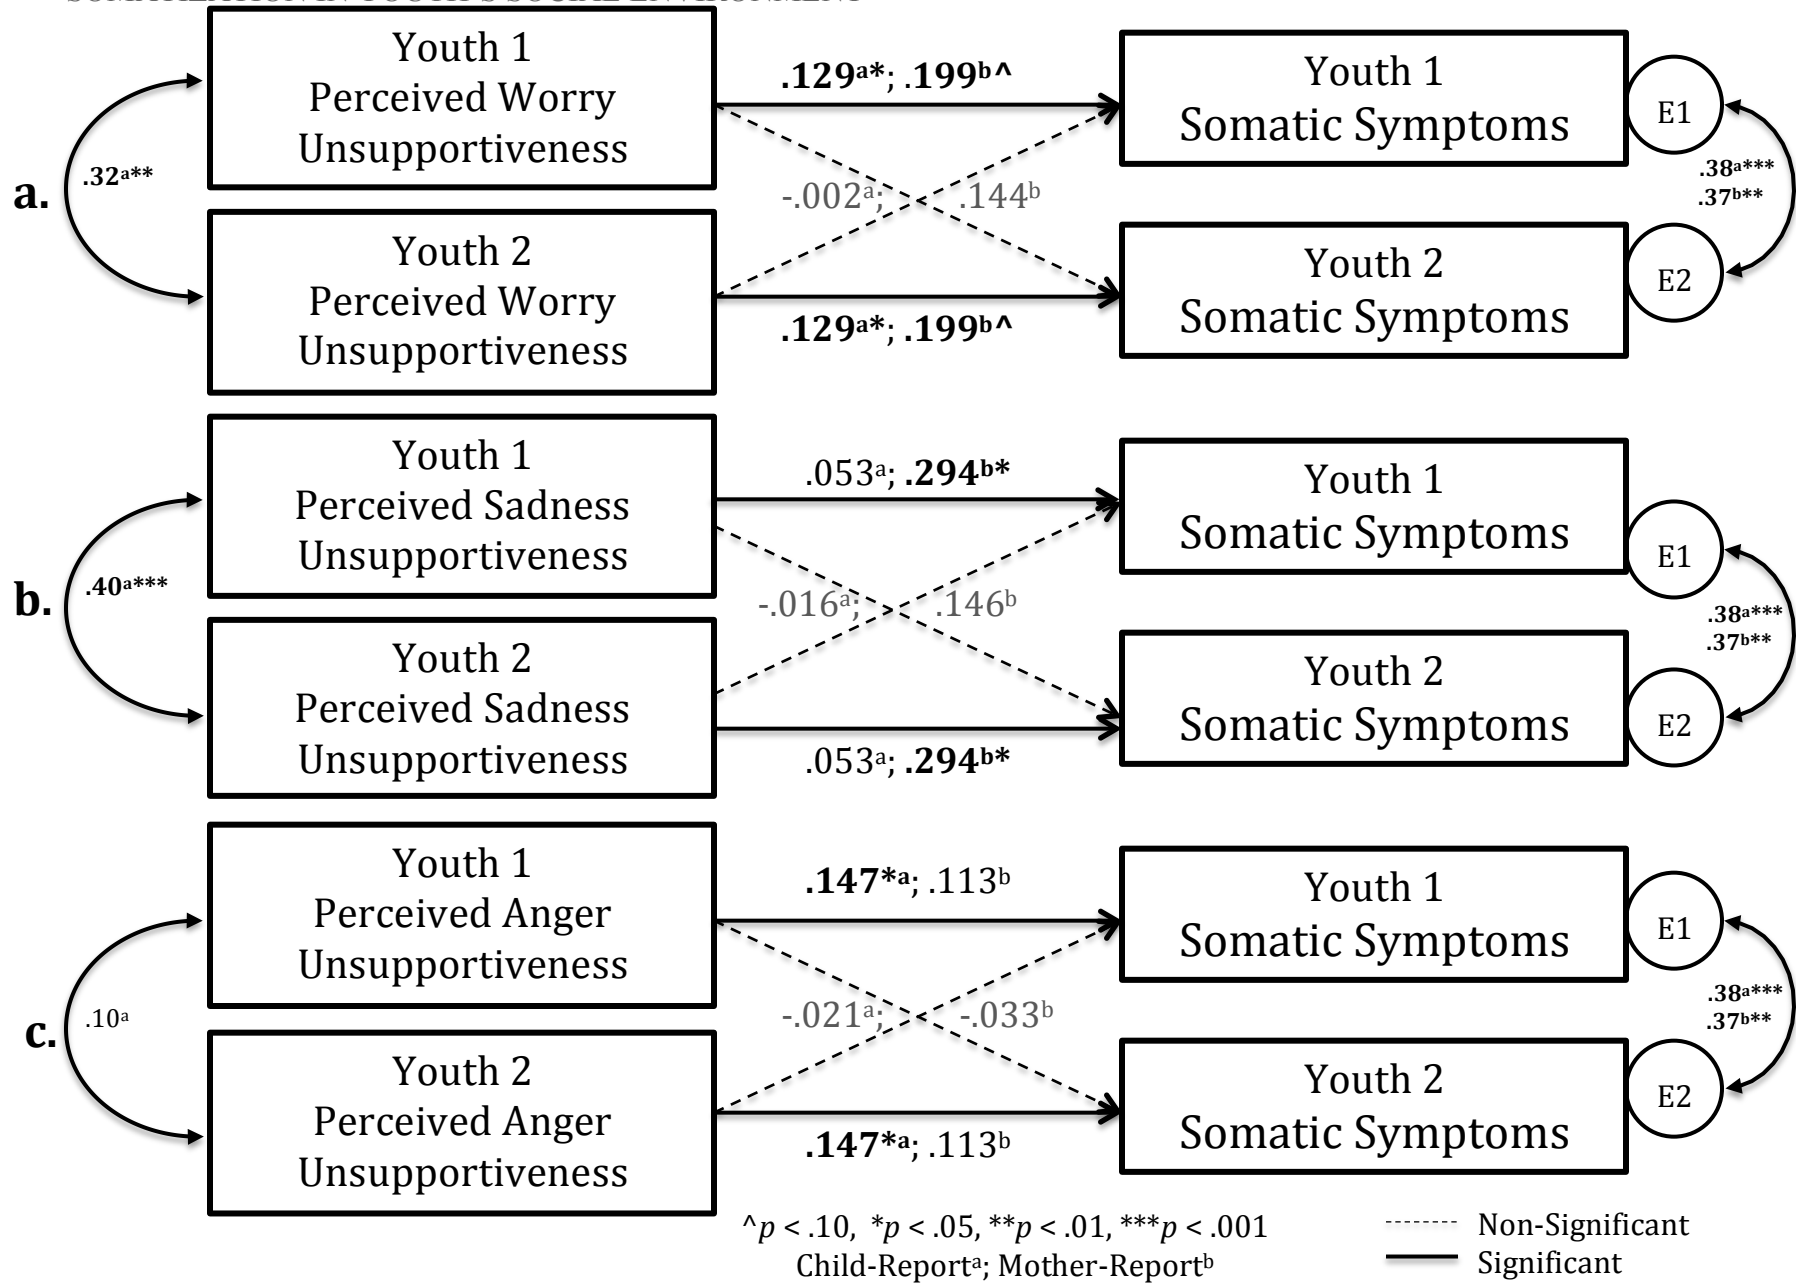 Youth 1
Perceived Worry
Unsupportiveness
.129ᵃ*; .199ᵇ^
Youth 1
Somatic Symptoms
E1
a.
.32ᵃ**
-.002ᵃ; .144ᵇ
.38ᵃ***
.37ᵇ**
Youth 2
Perceived Worry
Unsupportiveness
.129ᵃ*; .199ᵇ^
Youth 2
Somatic Symptoms
E2
Youth 1
Perceived Sadness
Unsupportiveness
.053ᵃ; .294ᵇ*
Youth 1
Somatic Symptoms
E1
b.
.40ᵃ***
-.016ᵃ; .146ᵇ
.38ᵃ***
.37ᵇ**
Youth 2
Perceived Sadness
Unsupportiveness
.053ᵃ; .294ᵇ*
Youth 2
Somatic Symptoms
E2
Youth 1
Perceived Anger
Unsupportiveness
.147*ᵃ; .113ᵇ
Youth 1
Somatic Symptoms
E1
c.
.10ᵃ
-.021ᵃ; -.033ᵇ
.38ᵃ***
.37ᵇ**
Youth 2
Perceived Anger
Unsupportiveness
.147*ᵃ; .113ᵇ
Youth 2
Somatic Symptoms
E2
^p < .10, *p < .05, **p < .01, ***p < .001
Child-Reportᵃ; Mother-Reportᵇ
Non-Significant
Significant